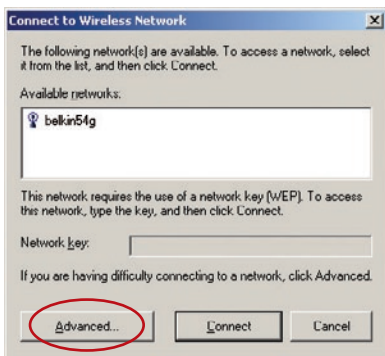 Connect to Wireless Network
The following network(s) are available. To access a network, select
it from the list, and then click Connect.
Available networks:
belkin54g
This network requires the use of a network key (WEP). To access
this network, type the key, and then click Connect.
Network key:
If you are having difficulty connecting to a network, click Advanced.
Advanced... Connect Cancel